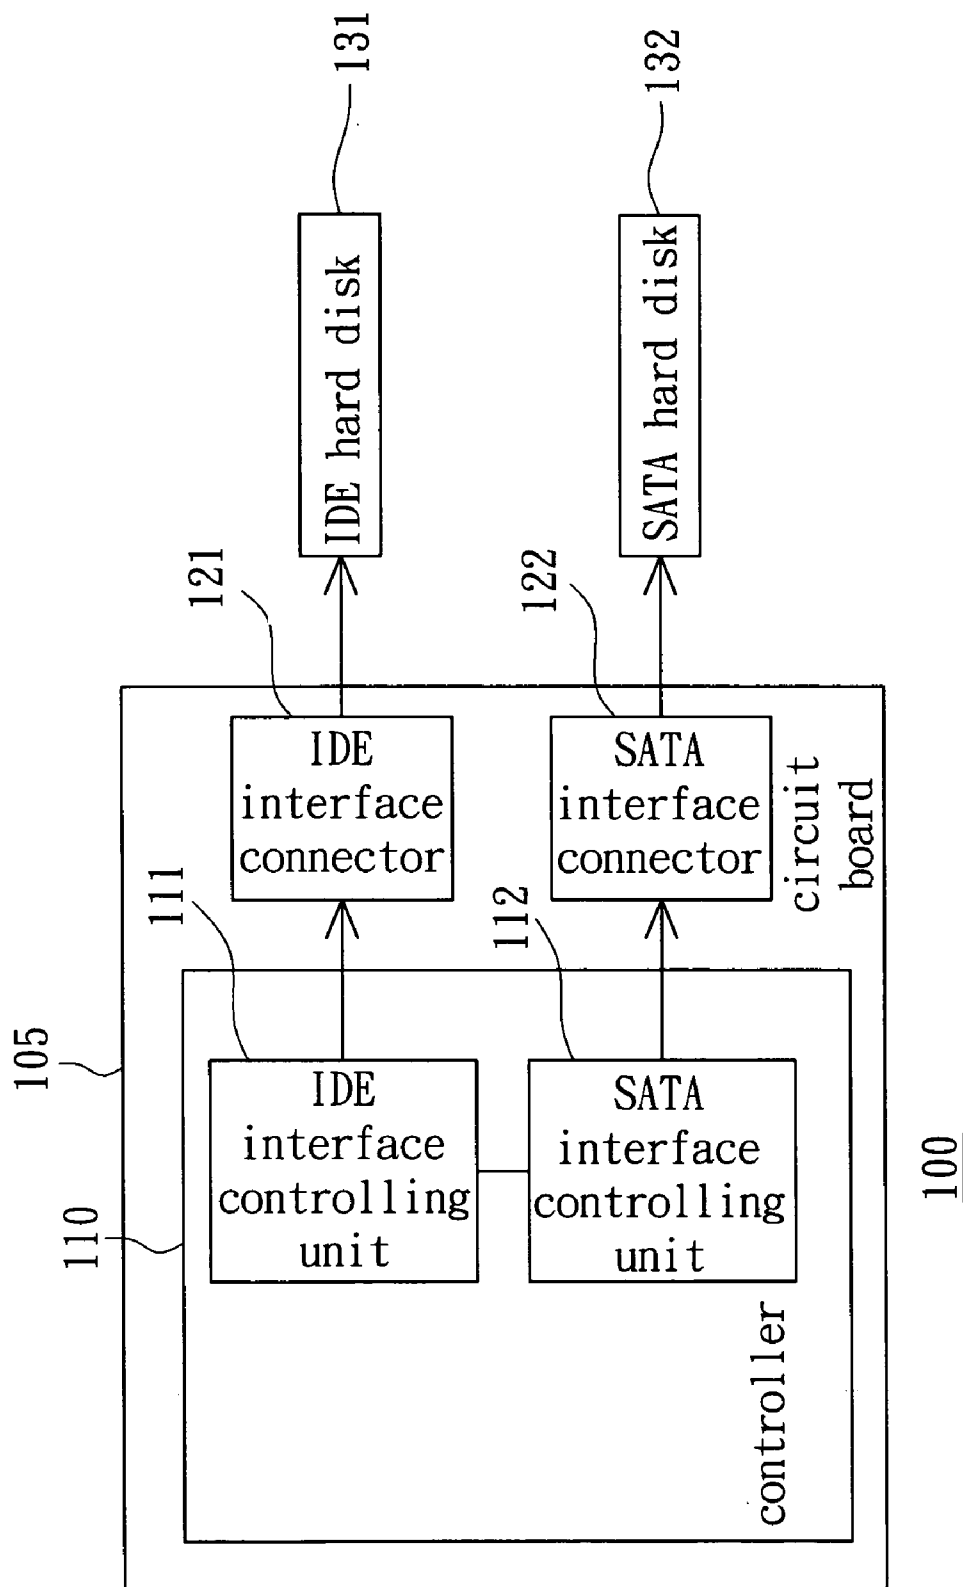 105
110
111
IDE
interface
controlling
unit
121
IDE
interface
connector
131
IDE hard disk
112
SATA
interface
controlling
unit
122
SATA
interface
connector
132
SATA hard disk
controller
circuit
board
100